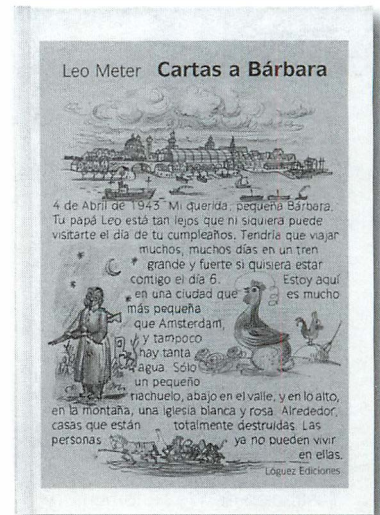 Leo Meter Cartas a Bárbara
4 de Abril de 1943 Mi querida, pequeña Bárbara.
Tu papá Leo está tan lejos que ni siquiera puede
visitarte el día de tu cumpleaños. Tendría que viajar
muchos, muchos días en un tren
grande y fuerte si quisiera estar
contigo el día 6. Estoy aquí
en una ciudad que es mucho
más pequeña
que Amsterdam,
y tampoco
hay tanta
agua. Sólo
un pequeño
riachuelo, abajo en el valle, y en lo alto,
en la montaña, una iglesia blanca y rosa. Alrededor,
casas que están totalmente destruidas. Las
personas ya no pueden vivir
en ellas.
Lóguez Ediciones